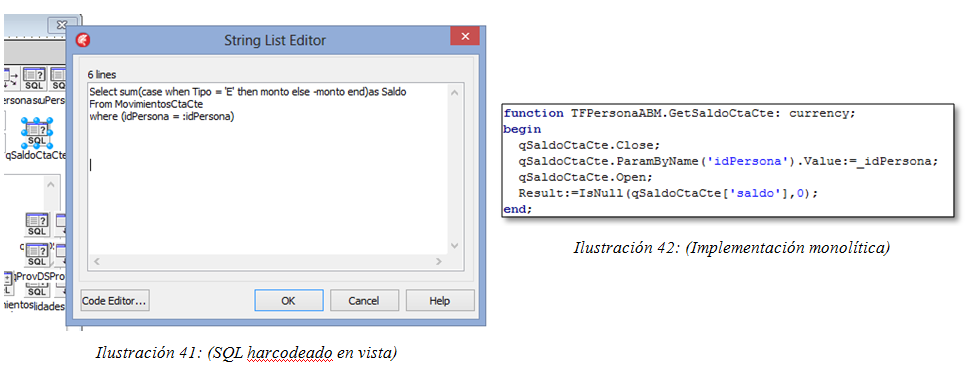 String List Editor
6 lines
Select sum(case when Tipo = 'E' then monto else -monto end)as Saldo
From MovimientosCtaCte
where (idPersona = :idPersona)
SQL
SQL
ersonasuPers
SQL
qSaldoCtaCte
SQL
SQL
ProvDSPro
SQL
mientos lidades
Code Editor...
OK
Cancel
Help
Ilustración 41: (SQL harcodeado en vista)
function TFPersonaABM.GetSaldoCtaCte: currency;
begin
qSaldoCtaCte.Close;
qSaldoCtaCte.ParamByName('idPersona').Value:=_idPersona;
qSaldoCtaCte.Open;
Result:=IsNull(qSaldoCtaCte['saldo'],0);
end;
Ilustración 42: (Implementación monolítica)